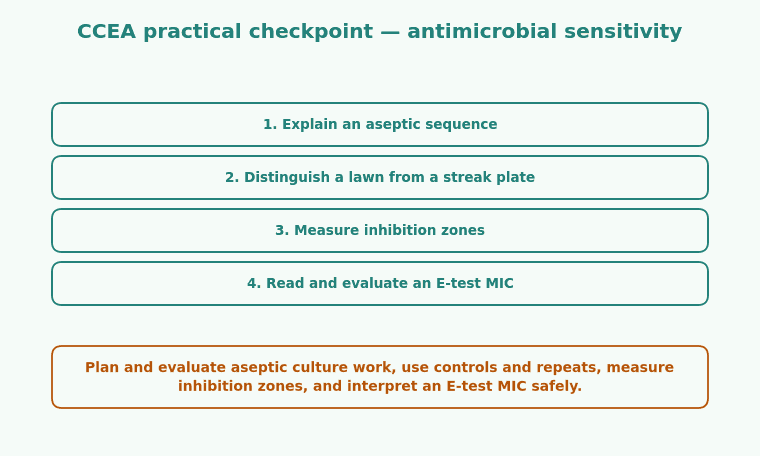 CCEA practical checkpoint — antimicrobial sensitivity
1. Explain an aseptic sequence
2. Distinguish a lawn from a streak plate
3. Measure inhibition zones
4. Read and evaluate an E-test MIC
Plan and evaluate aseptic culture work, use controls and repeats, measure
inhibition zones, and interpret an E-test MIC safely.